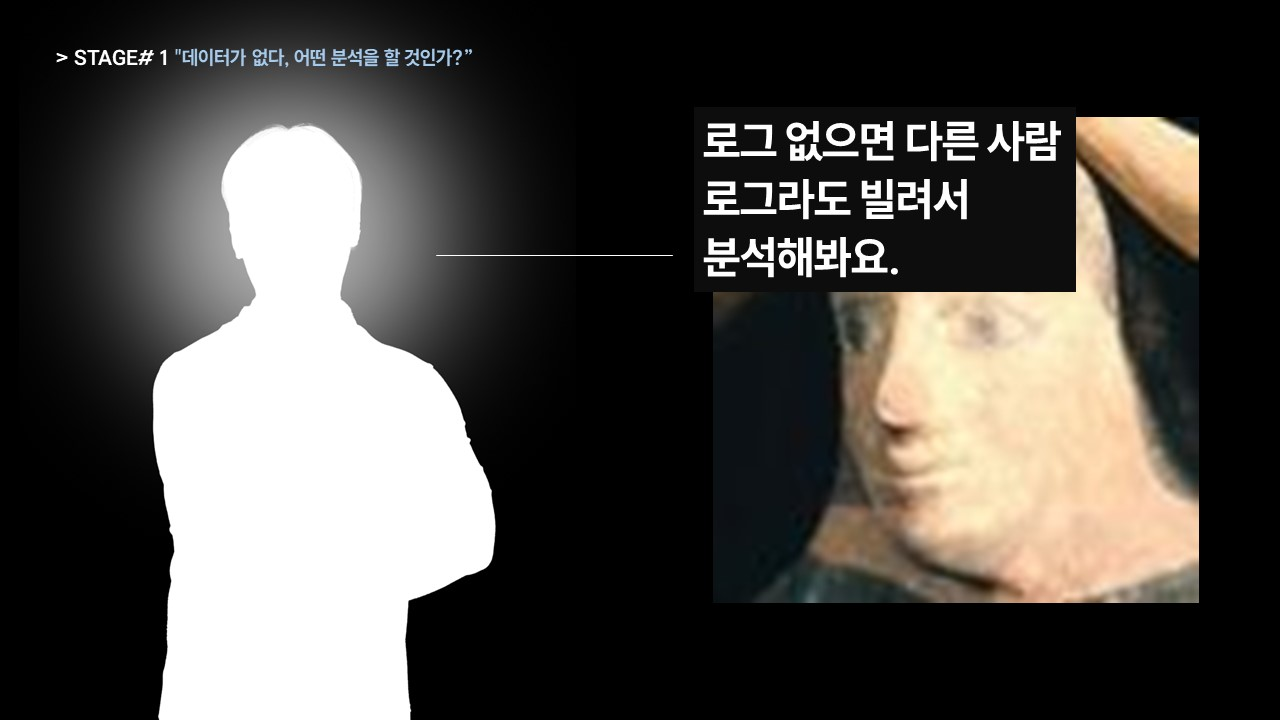 > STAGE# 1 "데이터가 없다, 어떤 분석을 할 것인가?”
로그 없으면 다른 사람
로그라도 빌려서
분석해봐요.